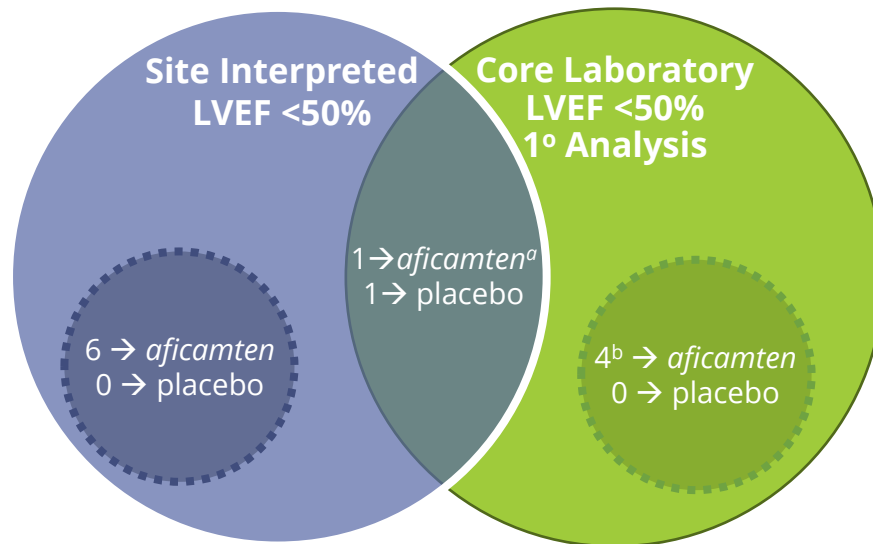 Site Interpreted
LVEF <50%
Core Laboratory
LVEF <50%
1º Analysis
1→aficamtenᵃ
1→ placebo
6 → aficamten
0 → placebo
4ᵇ → aficamten
0 → placebo